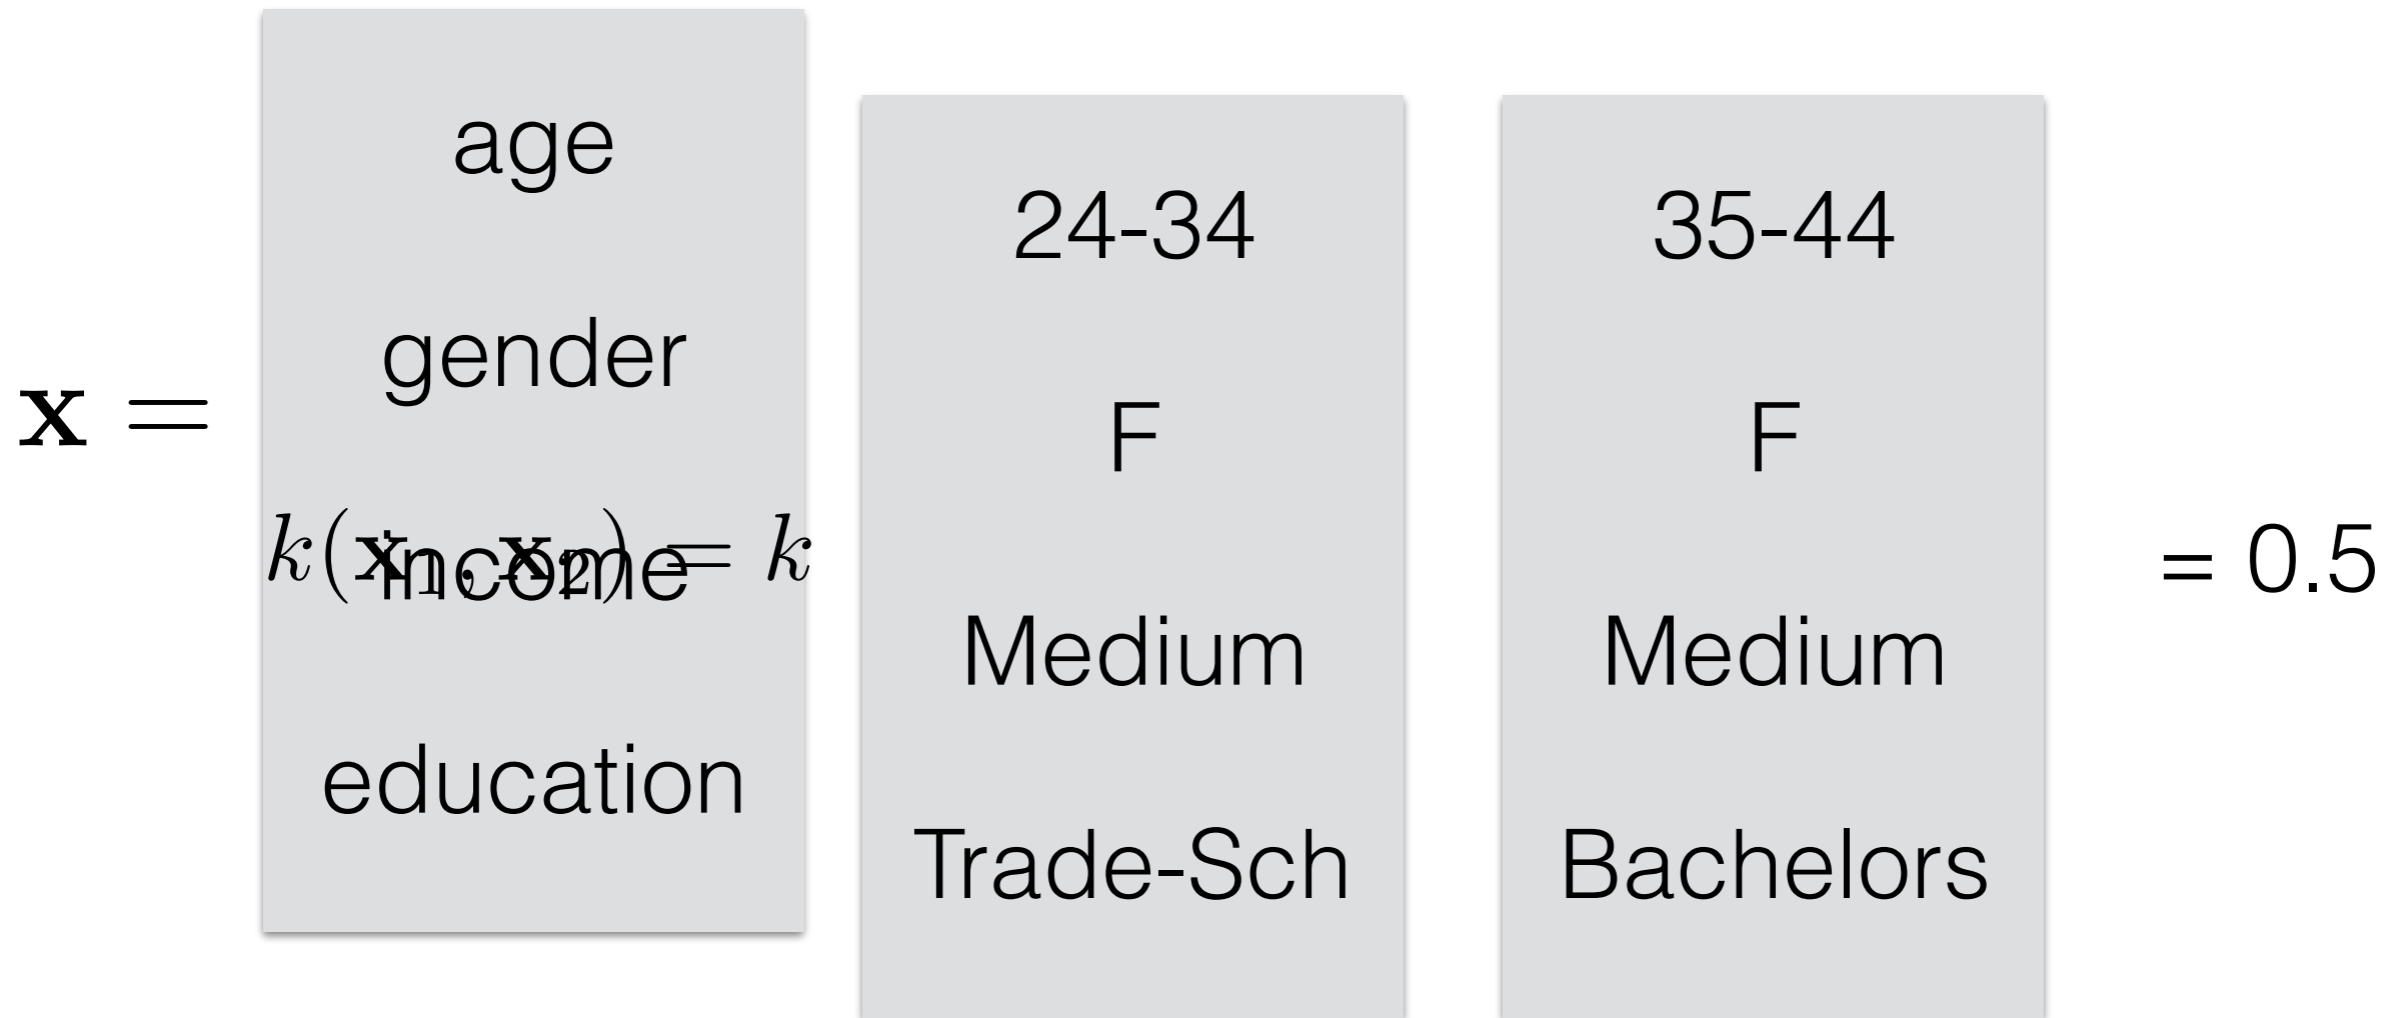 x =
age
gender
income
education
k(x₁, x₂) = k
24-34
F
Medium
Trade-Sch
35-44
F
Medium
Bachelors
= 0.5